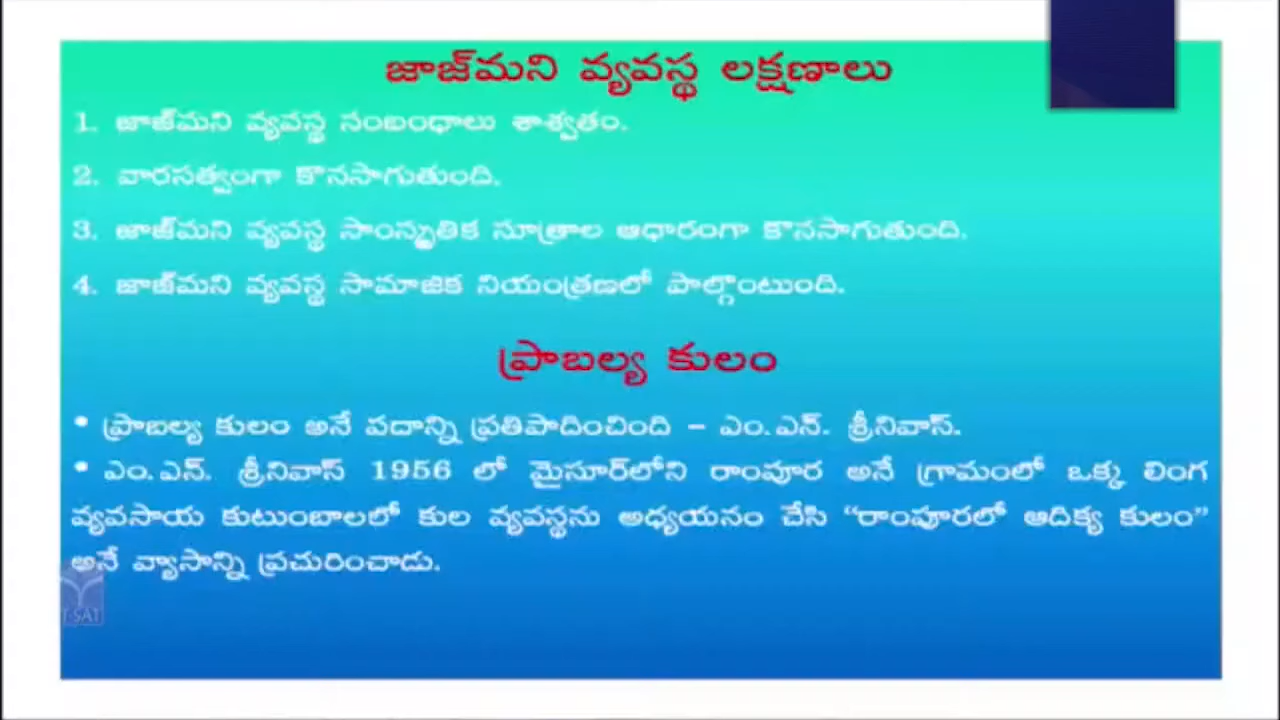 జాజ్‌మని వ్యవస్థ లక్షణాలు
1. జాజ్‌మని వ్యవస్థ సంబంధాలు శాశ్వతం.
2. వారసత్వంగా కొనసాగుతుంది.
3. జాజ్‌మని వ్యవస్థ సాంస్కృతిక సూత్రాల ఆధారంగా కొనసాగుతుంది.
4. జాజ్‌మని వ్యవస్థ సామాజిక నియంత్రణలో పాల్గొంటుంది.
ప్రాబల్య కులం
• ప్రాబల్య కులం అనే పదాన్ని ప్రతిపాదించింది – ఎం.ఎన్. శ్రీనివాస్.
• ఎం.ఎన్. శ్రీనివాస్ 1956 లో మైసూర్‌లోని రాంపూర అనే గ్రామంలో ఒక్క లింగ
వ్యవసాయ కుటుంబాలలో కుల వ్యవస్థను అధ్యయనం చేసి “రాంపూరలో ఆదిక్య కులం”
అనే వ్యాసాన్ని ప్రచురించాడు.
T-SAT